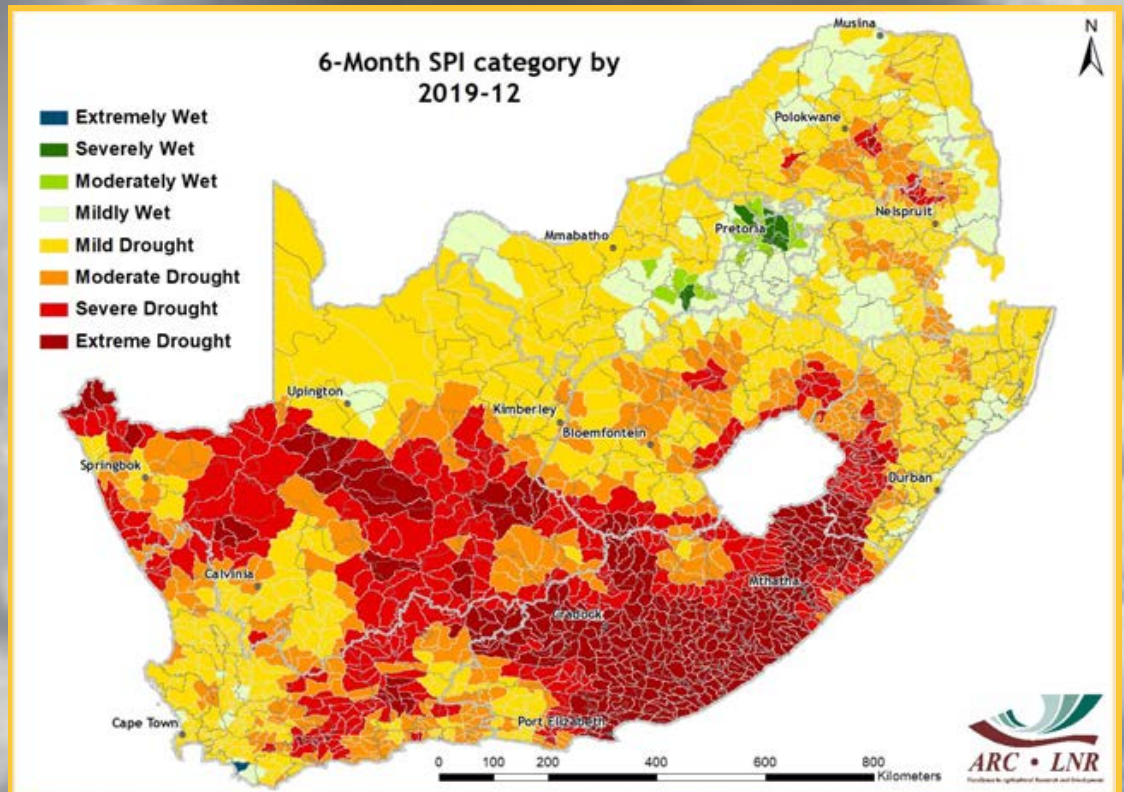 6-Month SPI category by
2019-12
N
Extremely Wet
Severely Wet
Moderately Wet
Mildly Wet
Mild Drought
Moderate Drought
Severe Drought
Extreme Drought
Musina
Polokwane
Nelspruit
Pretoria
Mmabatho
Upington
Kimberley
Bloemfontein
Springbok
Durban
Calvinia
Mthatha
Cape Town
Port Elizabeth
0 200 400 600 800
Kilometers
ARC • LNR